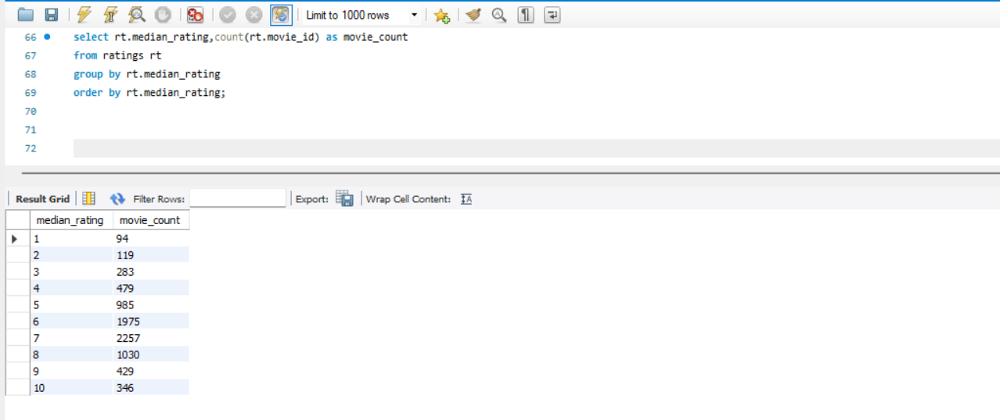 Limit to 1000 rows
66 select rt.median_rating,count(rt.movie_id) as movie_count
67 from ratings rt
68 group by rt.median_rating
69 order by rt.median_rating;
70
71
72
Result Grid Filter Rows: Export: Wrap Cell Content: IA
median_rating movie_count
1 94
2 119
3 283
4 479
5 985
6 1975
7 2257
8 1030
9 429
10 346